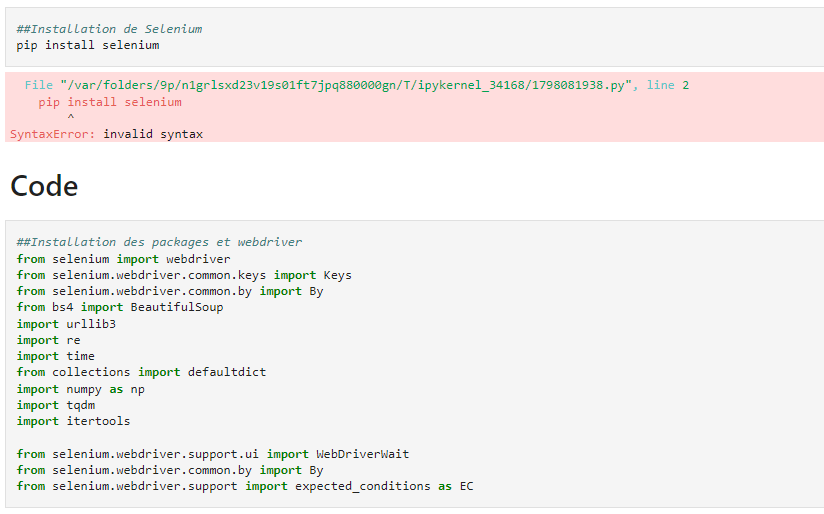 ##Installation de Selenium
pip install selenium
File "/var/folders/9p/n1grlsxd23v19s01ft7jpq880000gn/T/ipykernel_34168/1798081938.py", line 2
pip install selenium
^
SyntaxError: invalid syntax
Code
##Installation des packages et webdriver
from selenium import webdriver
from selenium.webdriver.common.keys import Keys
from selenium.webdriver.common.by import By
from bs4 import BeautifulSoup
import urllib3
import re
import time
from collections import defaultdict
import numpy as np
import tqdm
import itertools
from selenium.webdriver.support.ui import WebDriverWait
from selenium.webdriver.common.by import By
from selenium.webdriver.support import expected_conditions as EC